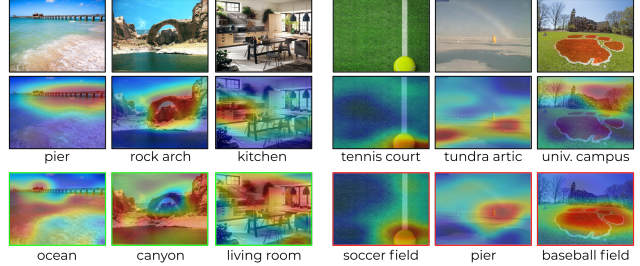 pier rock arch kitchen tennis court tundra artic univ. campus
ocean canyon living room soccer field pier baseball field